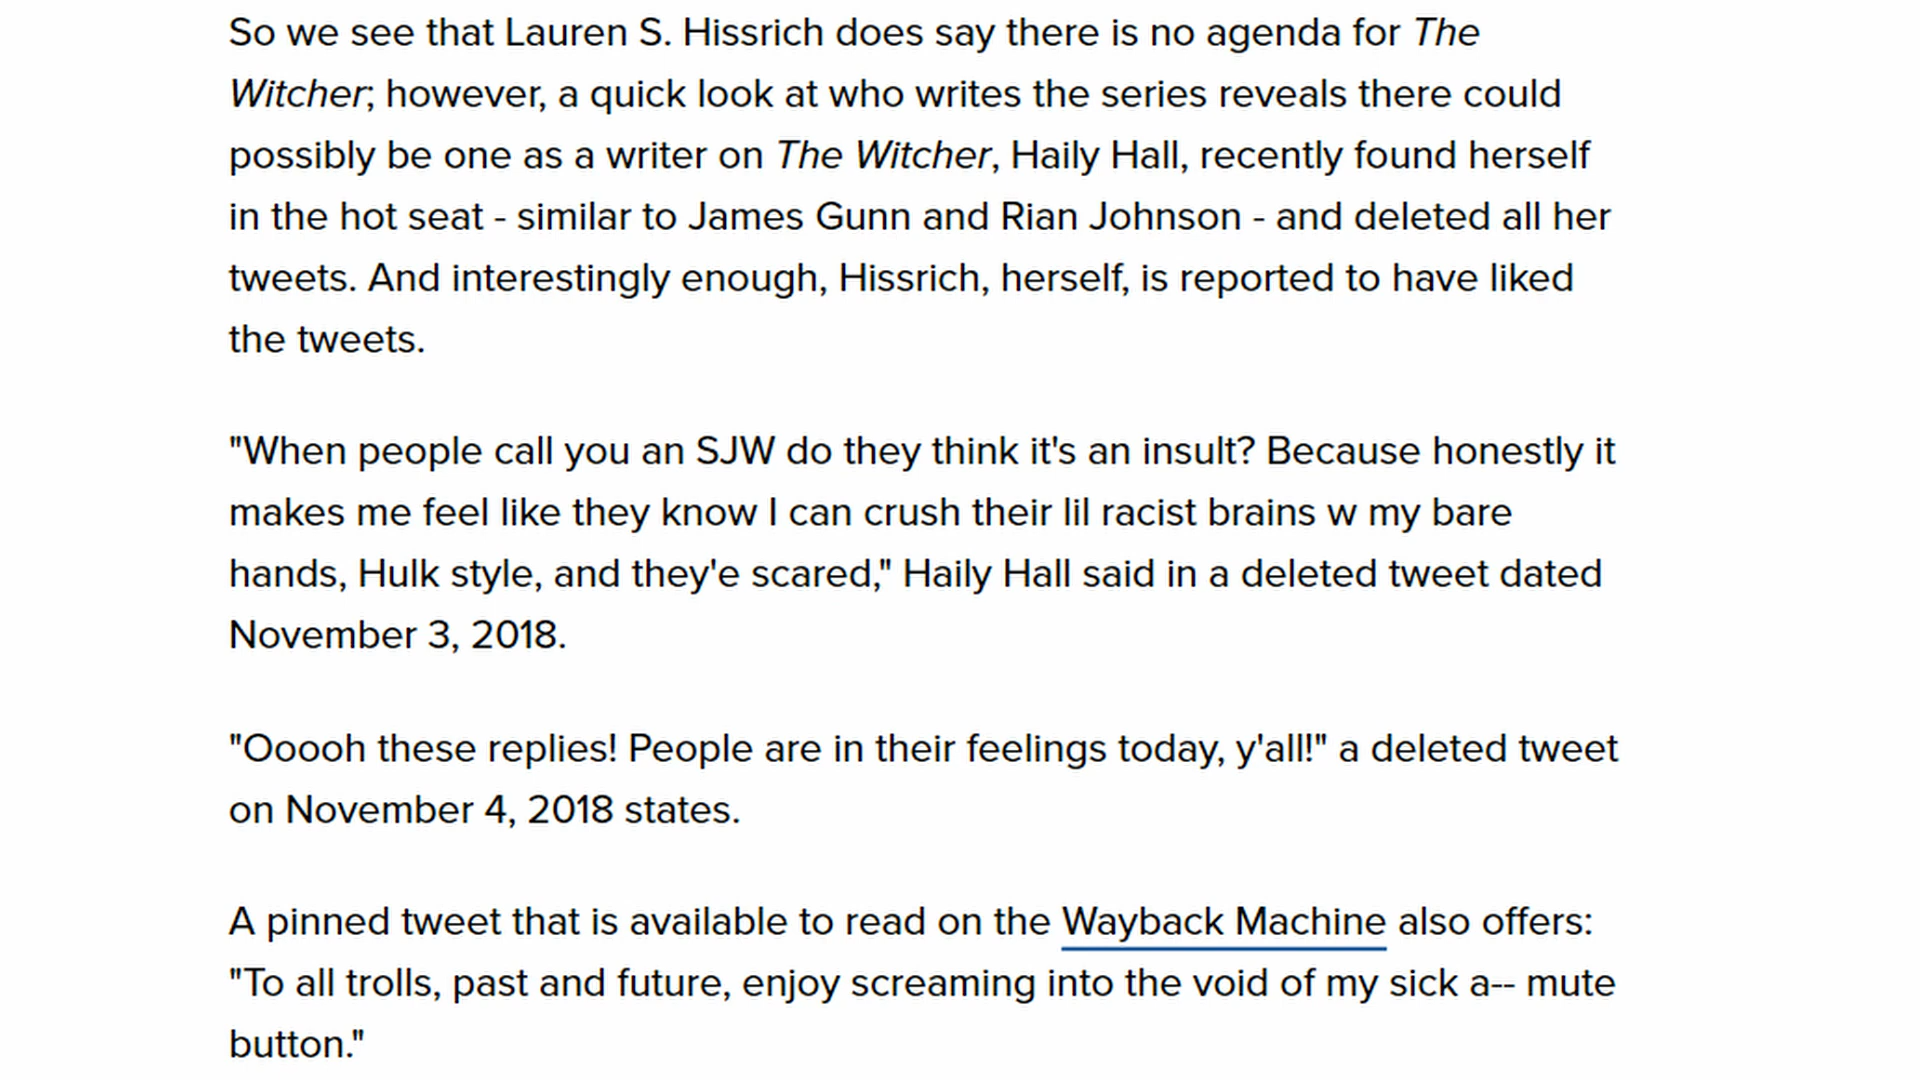 So we see that Lauren S. Hissrich does say there is no agenda for The
Witcher; however, a quick look at who writes the series reveals there could
possibly be one as a writer on The Witcher, Haily Hall, recently found herself
in the hot seat - similar to James Gunn and Rian Johnson - and deleted all her
tweets. And interestingly enough, Hissrich, herself, is reported to have liked
the tweets.
"When people call you an SJW do they think it's an insult? Because honestly it
makes me feel like they know I can crush their lil racist brains w my bare
hands, Hulk style, and they'e scared," Haily Hall said in a deleted tweet dated
November 3, 2018.
"Ooooh these replies! People are in their feelings today, y'all!" a deleted tweet
on November 4, 2018 states.
A pinned tweet that is available to read on the Wayback Machine also offers:
"To all trolls, past and future, enjoy screaming into the void of my sick a-- mute
button."